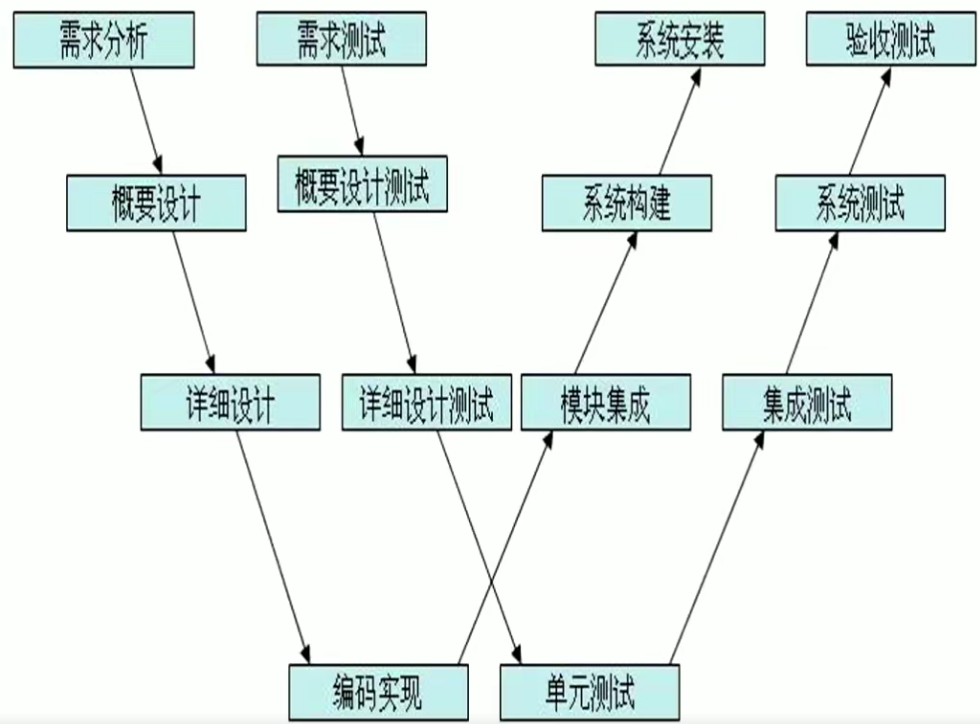 需求分析
需求测试
系统安装
验收测试
概要设计
概要设计测试
系统构建
系统测试
详细设计
详细设计测试
模块集成
集成测试
编码实现
单元测试